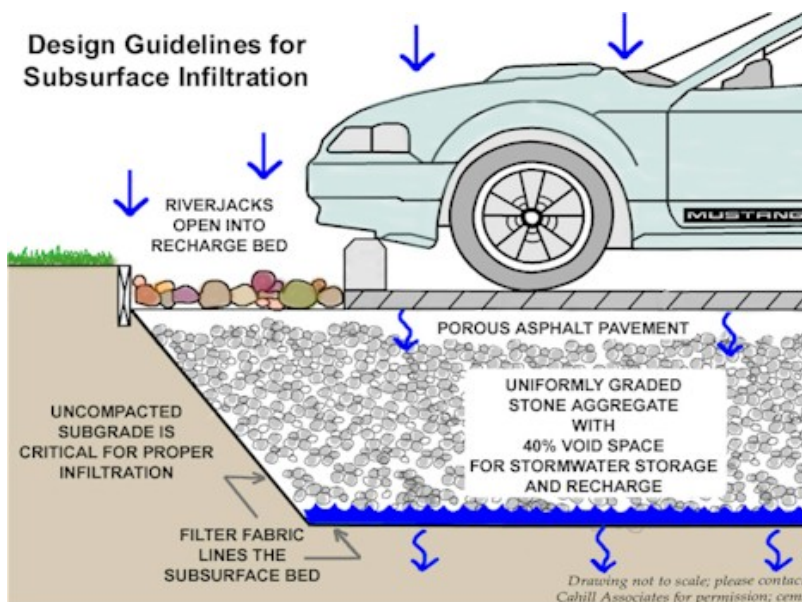 Design Guidelines for
Subsurface Infiltration
RIVERJACKS
OPEN INTO
RECHARGE BED
MUSTANG
POROUS ASPHALT PAVEMENT
UNIFORMLY GRADED
STONE AGGREGATE
WITH
40% VOID SPACE
FOR STORMWATER STORAGE
AND RECHARGE
UNCOMPACTED
SUBGRADE IS
CRITICAL FOR PROPER
INFILTRATION
FILTER FABRIC
LINES THE
SUBSURFACE BED
Drawing not to scale; please contac
Cahill Associates for permission; cem